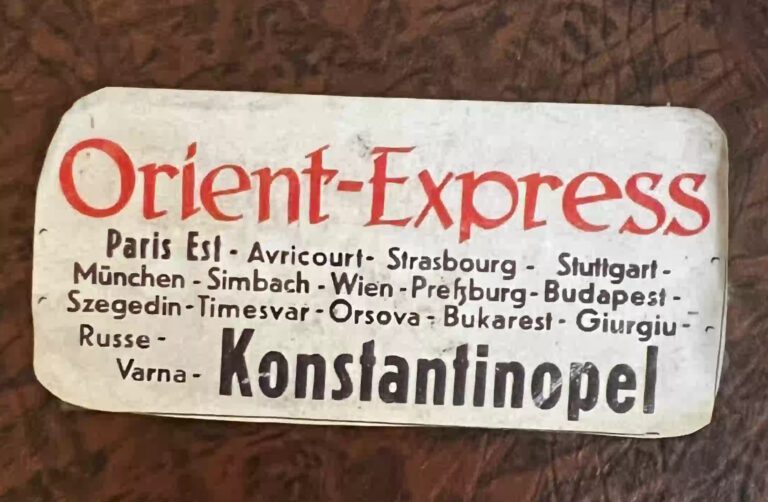 Orient-Express
Paris Est - Avricourt- Strasbourg - Stuttgart-
München - Simbach - Wien - Preßburg - Budapest -
Szegedin - Timesvar - Orsova - Bukarest - Giurgiu -
Russe -
Varna - Konstantinopel